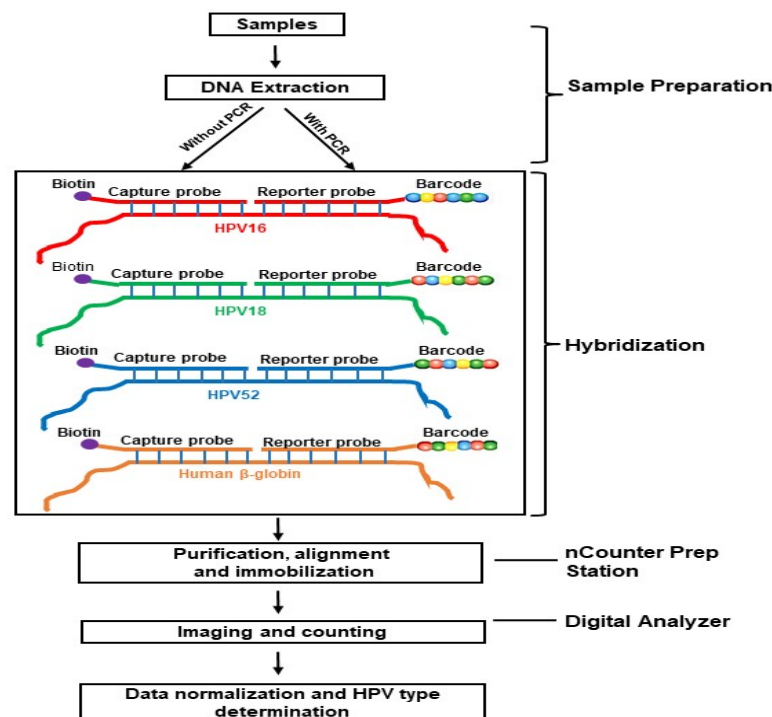 Samples
DNA Extraction
Sample Preparation
Without PCR
With PCR
Biotin
Capture probe
Reporter probe
Barcode
HPV16
Biotin
Capture probe
Reporter probe
Barcode
HPV18
Hybridization
Biotin
Capture probe
Reporter probe
Barcode
HPV52
Biotin
Capture probe
Reporter probe
Barcode
Human β-globin
Purification, alignment
and immobilization
nCounter Prep
Station
Imaging and counting
Digital Analyzer
Data normalization and HPV type
determination